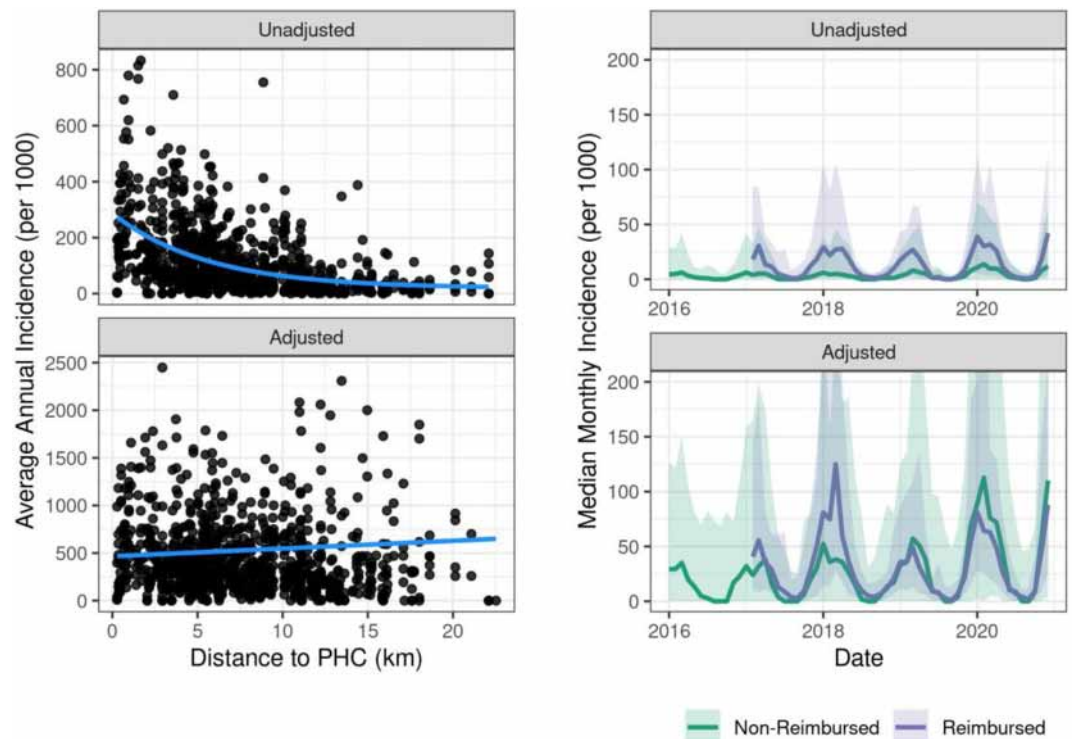 Unadjusted
Average Annual Incidence (per 1000)
800
600
400
200
0
Adjusted
2500
2000
1500
1000
500
0
0 5 10 15 20
Distance to PHC (km)
Unadjusted
Median Monthly Incidence (per 1000)
200
150
100
50
0
2016 2018 2020
Adjusted
200
150
100
50
0
2016 2018 2020
Date
Non-Reimbursed Reimbursed